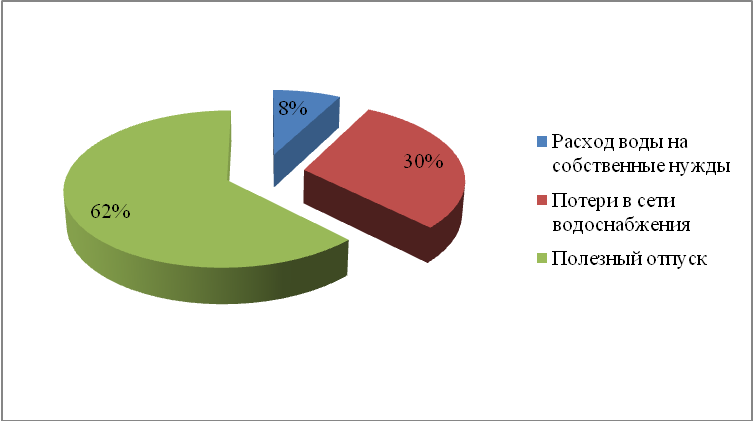 8%
30%
62%
Расход воды на
собственные нужды
Потери в сети
водоснабжения
Полезный отпуск